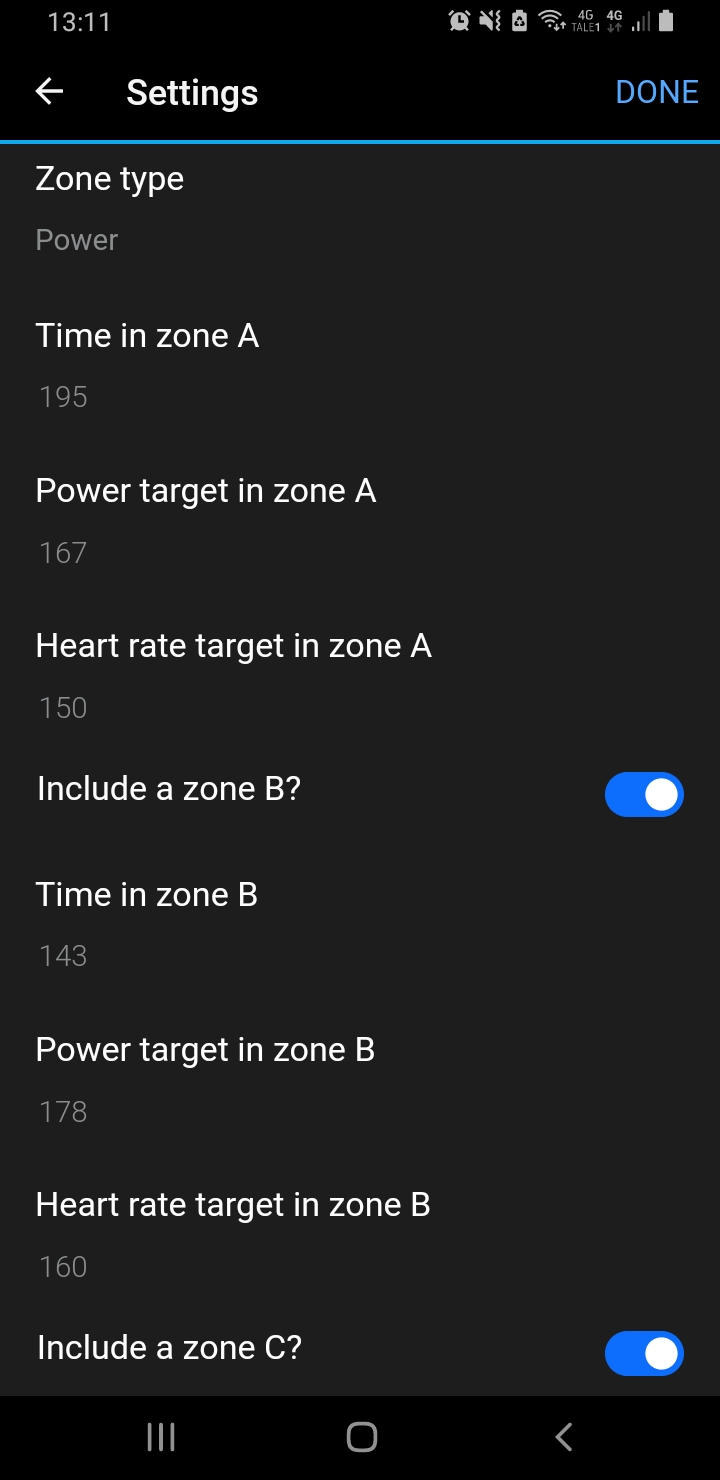 13:11
4G
TALE1
4G
Settings
DONE
Zone type
Power
Time in zone A
195
Power target in zone A
167
Heart rate target in zone A
150
Include a zone B?
Time in zone B
143
Power target in zone B
178
Heart rate target in zone B
160
Include a zone C?